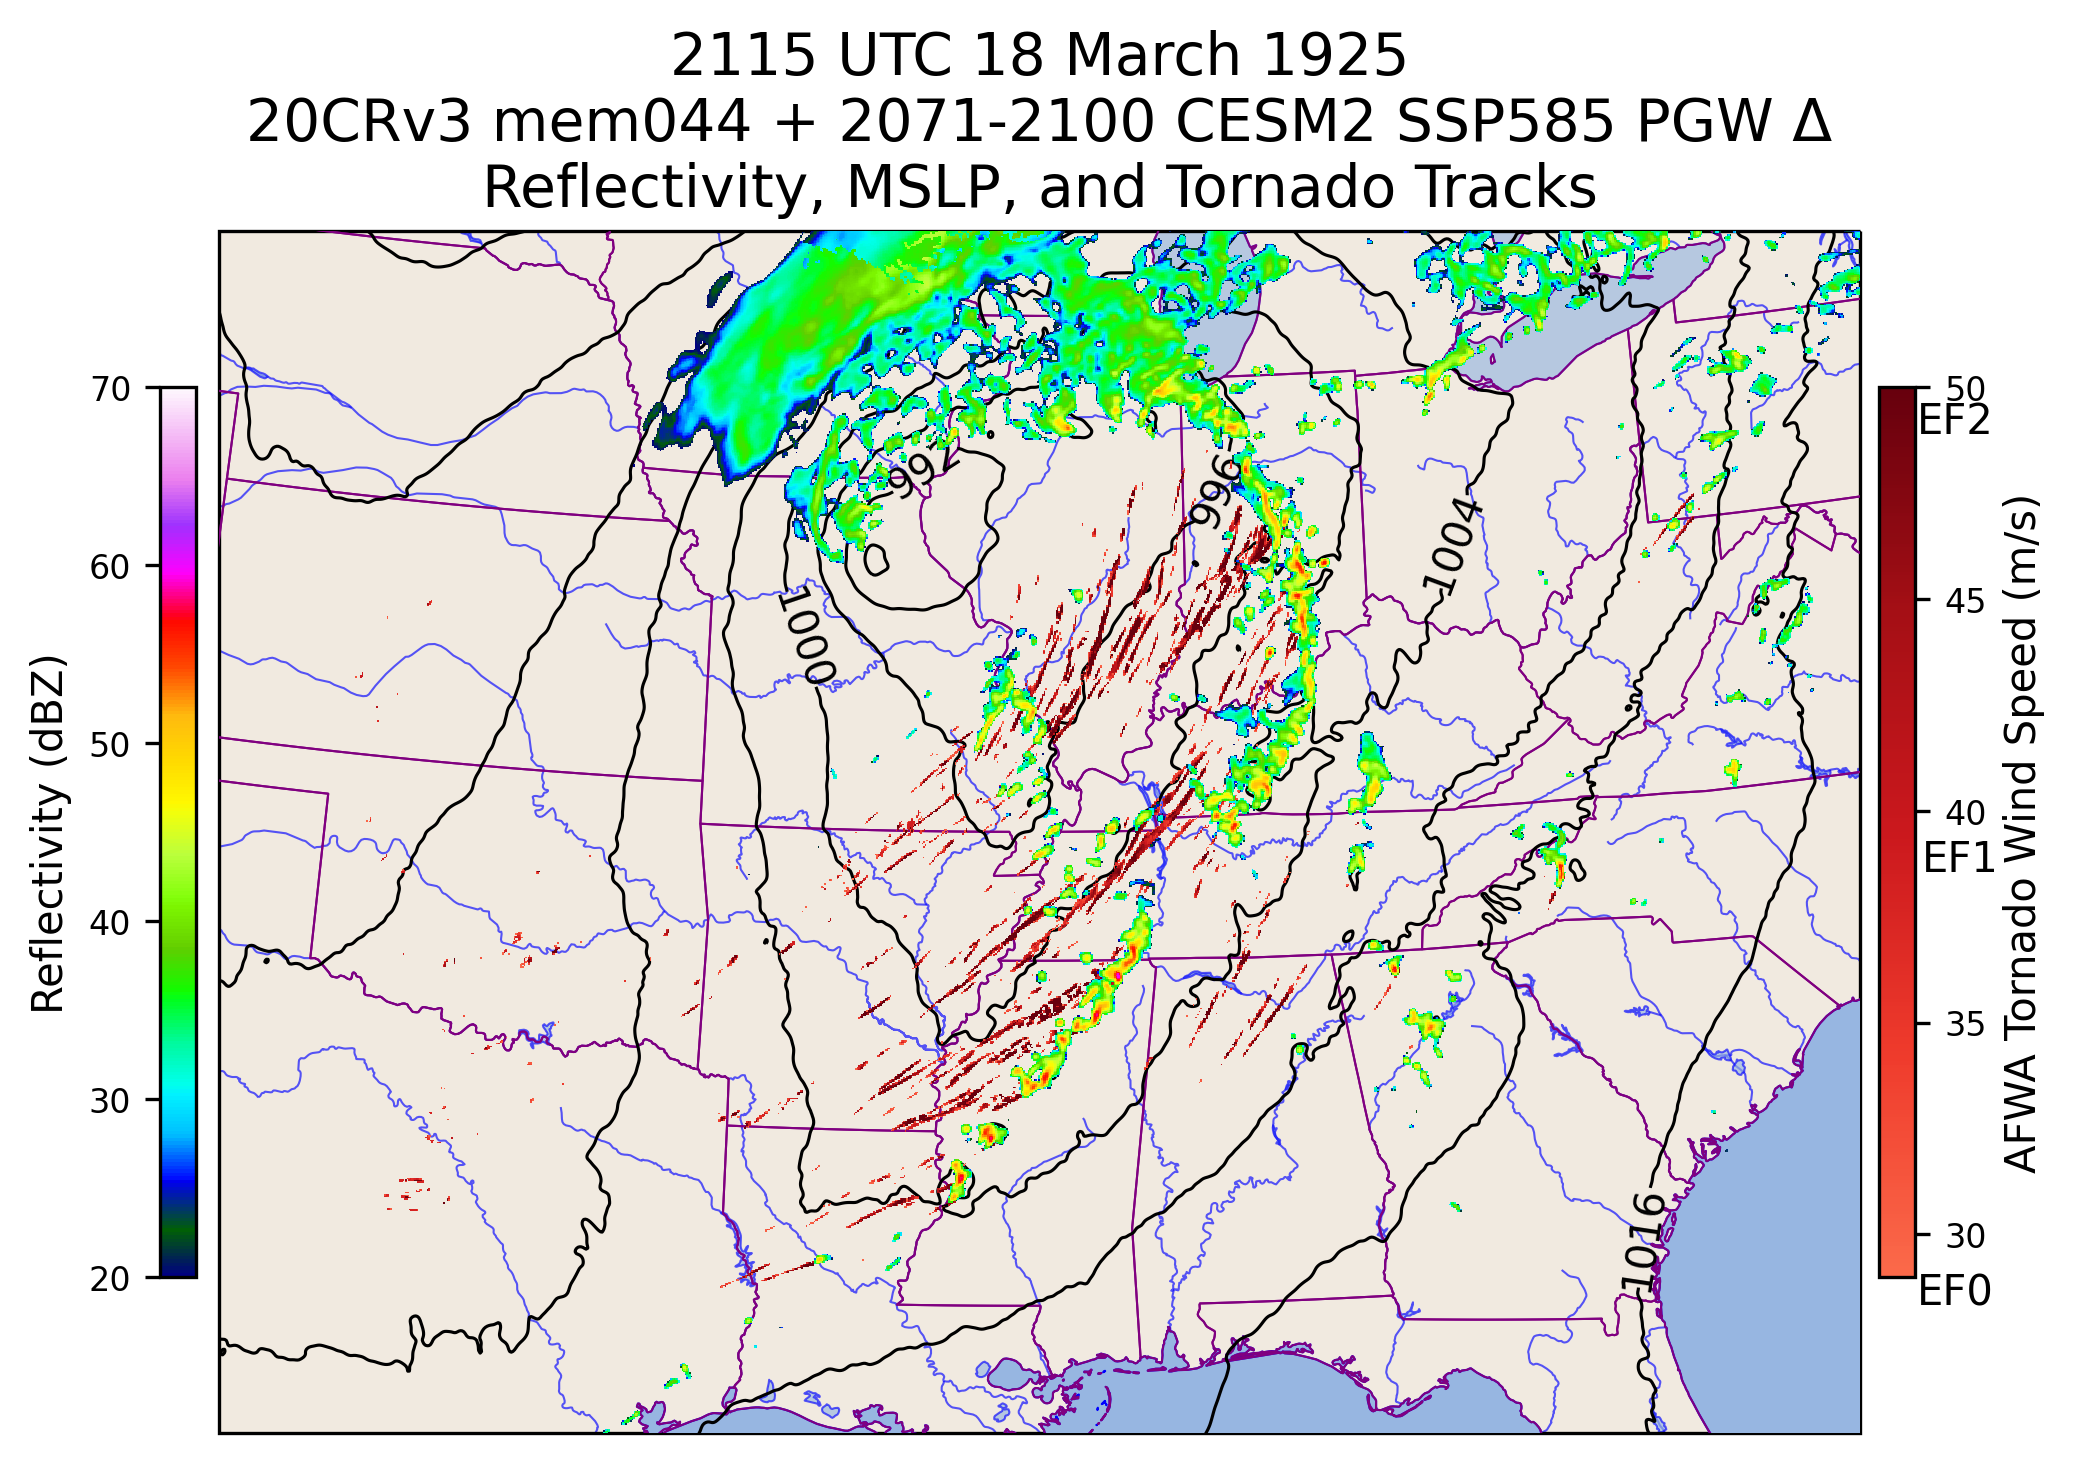 2115 UTC 18 March 1925
20CRv3 mem044 + 2071-2100 CESM2 SSP585 PGW Δ
Reflectivity, MSLP, and Tornado Tracks
Reflectivity (dBZ)
70
60
50
40
30
20
992
996
1000
1004
1016
50
EF2
45
40
EF1
35
30
EF0
AFWA Tornado Wind Speed (m/s)